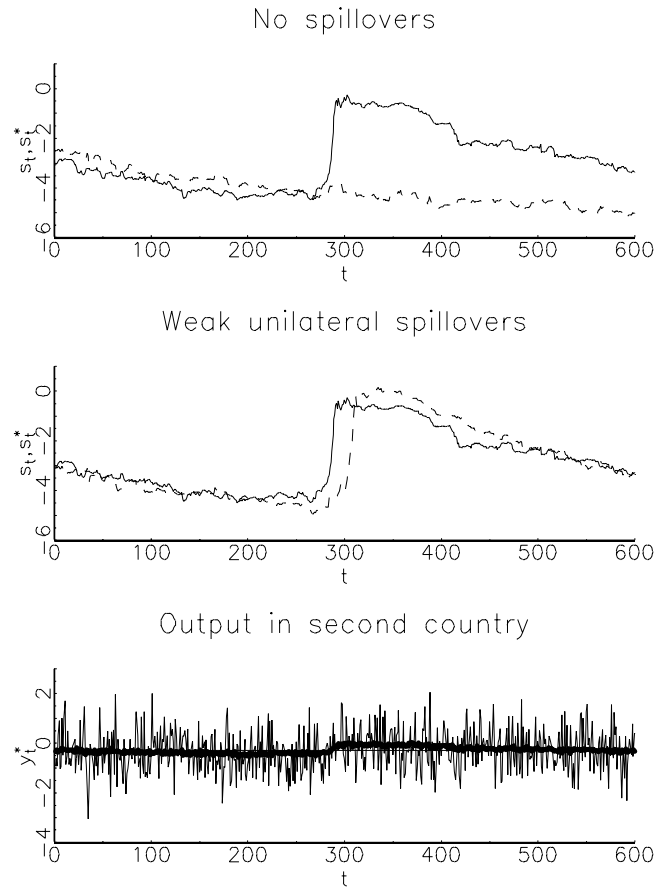 No spillovers
s_t,s_t^*
0
−2
−4
−6
0 100 200 300 400 500 600
t
Weak unilateral spillovers
s_t,s_t^*
0
−2
−4
−6
0 100 200 300 400 500 600
t
Output in second country
y_t^*
2
0
−2
−4
0 100 200 300 400 500 600
t